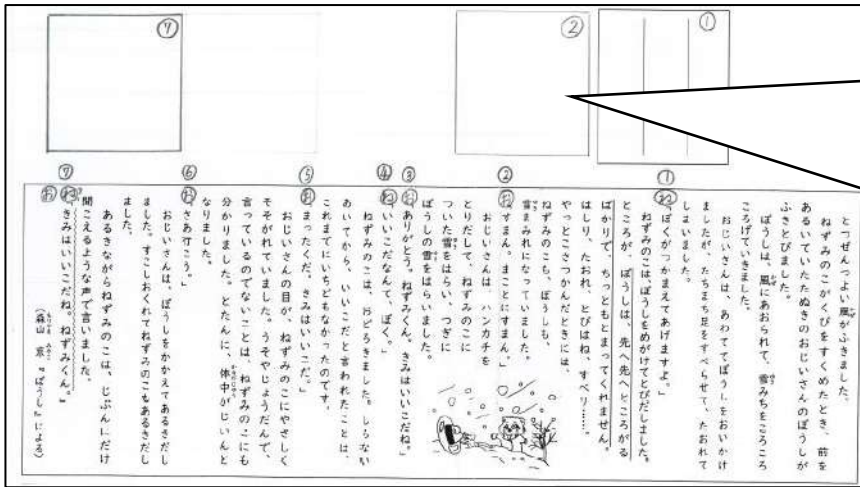 ⑦
②
①
とつぜんつよい風がふきました。
ねずみのこがくびをすくめたとき、前を
あるいていたたぬきのおじいさんのぼうしが
ふきとびました。
ぼうしは、風にあおられて、雪みちをころころ
ころげていきました。
おじいさんは、あわててぼうしをおいかけ
ましたが、たちまち足をすべらせて、たおれて
しまいました。
① ね「ぼくがつかまえてあげますよ。」
ねずみのこは、ぼうしをめがけてとびだしました。
ところが、ぼうしは、先へ先へところがる
ばかりで、ちっともとまってくれません。
はしり、たおれ、とびはね、すべり……。
やっとこさつかんだときには、
ねずみのこも、ぼうしも、
雪まみれになっていました。
② お「すまん。まことにすまん。」
おじいさんは、ハンカチを
とりだして、ねずみのこに
ついた雪をはらい、つぎに
ぼうしの雪をはらいました。
③ お「ありがとう。ねずみくん。きみはいいこだね。」
④ ね「いいこだなんて、ぼく。」
ねずみのこは、おどろきました。しらない
あいてから、いいこだと言われたことは、
これまでにいちどもなかったのです。
⑤ お「まったくだ。きみはいいこだ。」
おじいさんの目が、ねずみのこにやさしく
そそがれていました。うそやじょうだんで、
言っているのでないことは、ねずみのこにも
分かりました。とたんに、体中がじいんと
なりました。
⑥ お「さあ行こう。」
おじいさんは、ぼうしをかかえてあるきだし
ました。すこしおくれてねずみのこもあるきだし
ました。
あるきながらねずみのこは、じぶんにだけ
聞こえるような声で言いました。
⑦ ね「きみはいいこだね。ねずみくん。」
お
（森山 京『ぼうし』による）